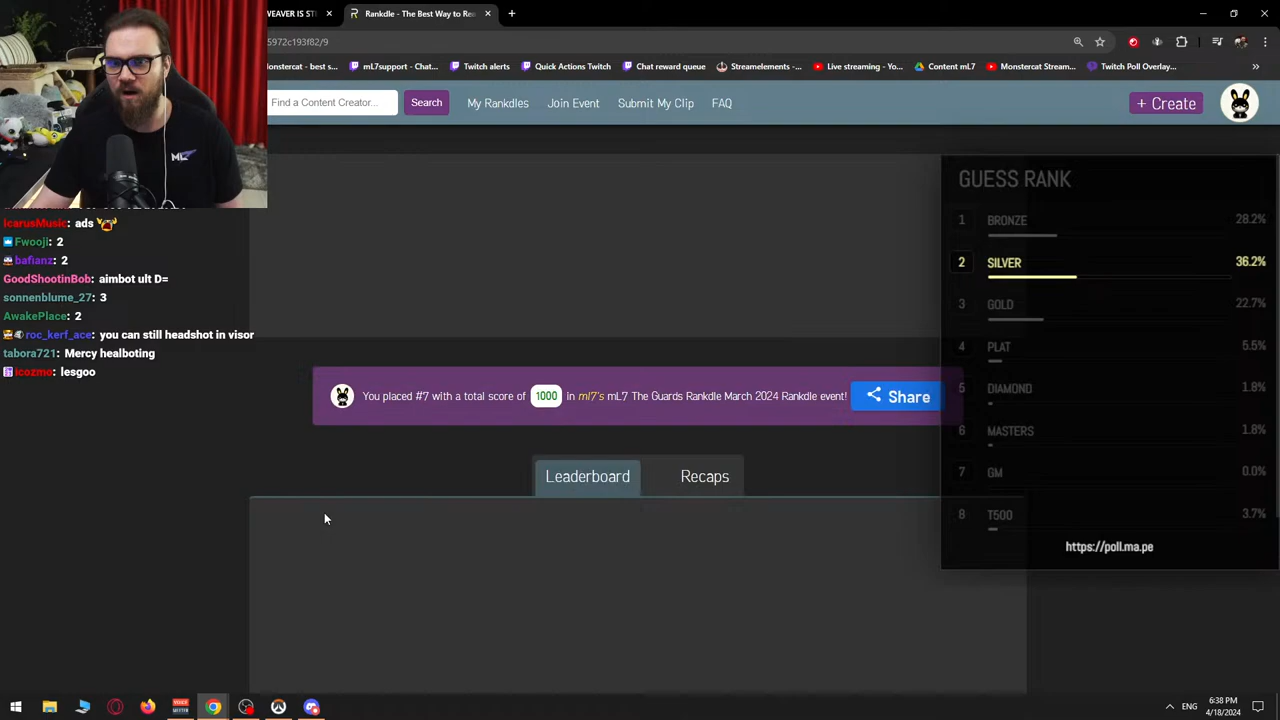 WEAVER IS STE
Rankdle - The Best Way to Ra
5972c193f82/9
onstercat - best s...
mL7support - Chat...
Twitch alerts
Quick Actions Twitch
Chat reward queue
Streamelements -...
Live streaming - Yo...
Content mL7
Monstercat Stream...
Twitch Poll Overlay...
Find a Content Creator...
Search
My Rankdles
Join Event
Submit My Clip
FAQ
+ Create
ML7
IcarusMusic: ads
Fwooji: 2
bafianz: 2
GoodShootinBob: aimbot ult D=
sonnenblume_27: 3
AwakePlace: 2
roc_kerf_ace: you can still headshot in visor
tabora721: Mercy healboting
icozmo: lesgoo
GUESS RANK
1 BRONZE 28.2%
2 SILVER 36.2%
3 GOLD 22.7%
4 PLAT 5.5%
5 DIAMOND 1.8%
6 MASTERS 1.8%
7 GM 0.0%
8 T500 3.7%
https://poll.ma.pe
You placed #7 with a total score of 1000 in ml7's mL7 The Guards Rankdle March 2024 Rankdle event!
Share
Leaderboard
Recaps
VOICE
MEETER
ENG
6:38 PM
4/18/2024